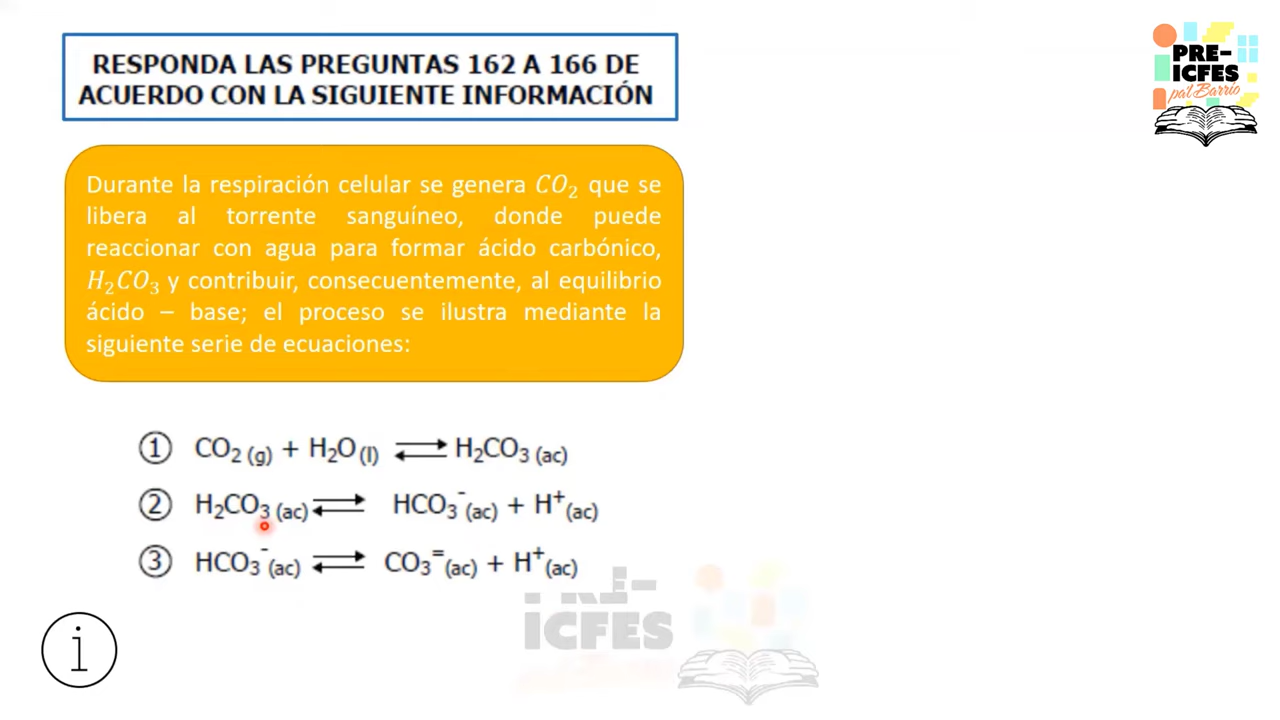 RESPONDA LAS PREGUNTAS 162 A 166 DE
ACUERDO CON LA SIGUIENTE INFORMACIÓN
PRE-
ICFES
pa'l Barrio
Durante la respiración celular se genera CO₂ que se
libera al torrente sanguíneo, donde puede
reaccionar con agua para formar ácido carbónico,
H₂CO₃ y contribuir, consecuentemente, al equilibrio
ácido – base; el proceso se ilustra mediante la
siguiente serie de ecuaciones:
① CO₂ (g) + H₂O (l) ⇌ H₂CO₃ (ac)
② H₂CO₃ (ac) ⇌ HCO₃⁻ (ac) + H⁺ (ac)
③ HCO₃⁻ (ac) ⇌ CO₃⁼ (ac) + H⁺ (ac)
i
PRE-
ICFES